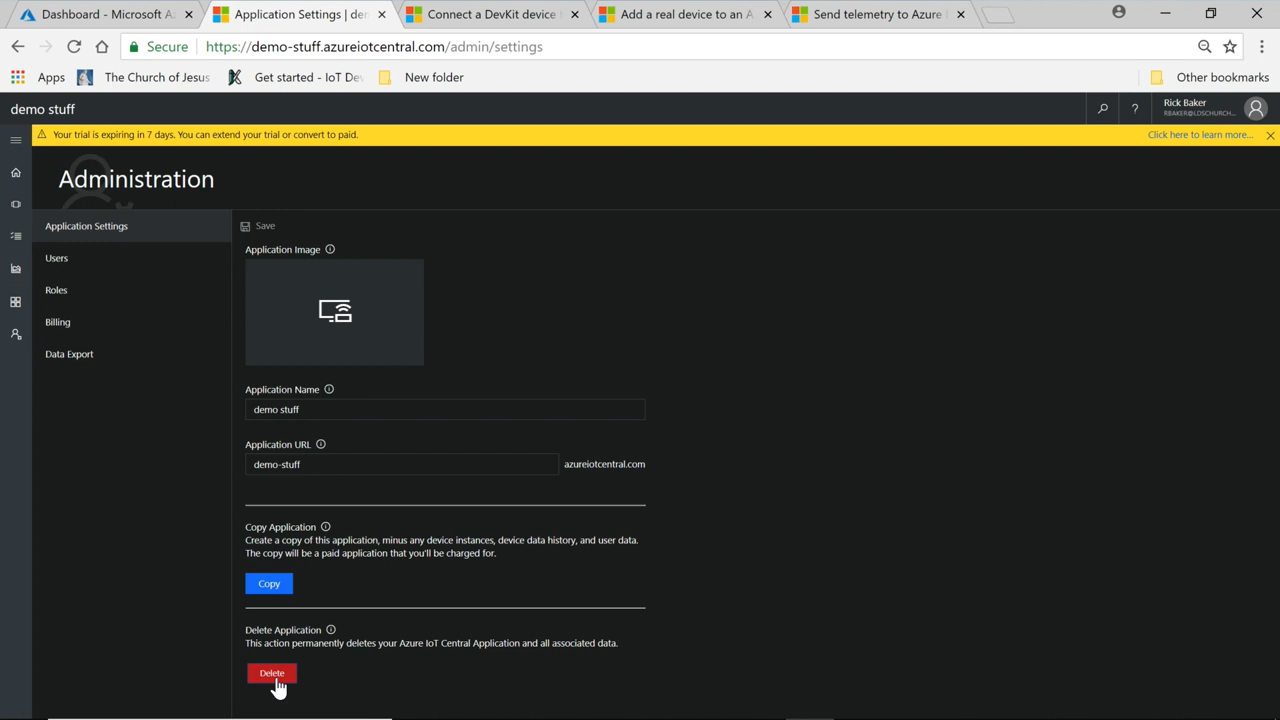 Dashboard - Microsoft A
Application Settings | de
Connect a DevKit device
Add a real device to an A
Send telemetry to Azure
Secure
https://demo-stuff.azureiotcentral.com/admin/settings
Apps
The Church of Jesus
Get started - IoT De
New folder
Other bookmarks
demo stuff
?
Rick Baker
RBAKER@LDSCHURCH...
Your trial is expiring in 7 days. You can extend your trial or convert to paid.
Click here to learn more...
Administration
Application Settings
Users
Roles
Billing
Data Export
Save
Application Image
Application Name
demo stuff
Application URL
demo-stuff
azureiotcentral.com
Copy Application
Create a copy of this application, minus any device instances, device data history, and user data.
The copy will be a paid application that you'll be charged for.
Copy
Delete Application
This action permanently deletes your Azure IoT Central Application and all associated data.
Delete